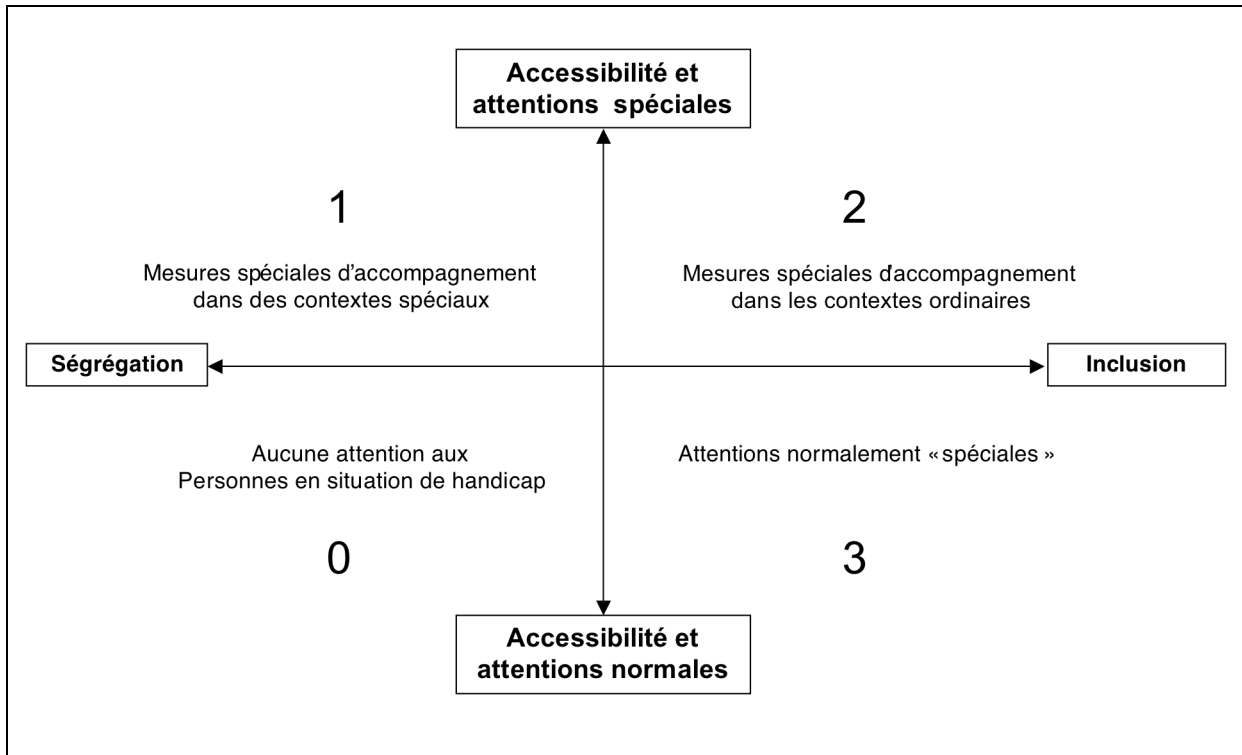 Accessibilité et
attentions spéciales
1
2
Mesures spéciales d'accompagnement
dans des contextes spéciaux
Mesures spéciales d'accompagnement
dans les contextes ordinaires
Ségrégation
Inclusion
Aucune attention aux
Personnes en situation de handicap
Attentions normalement «spéciales »
0
3
Accessibilité et
attentions normales